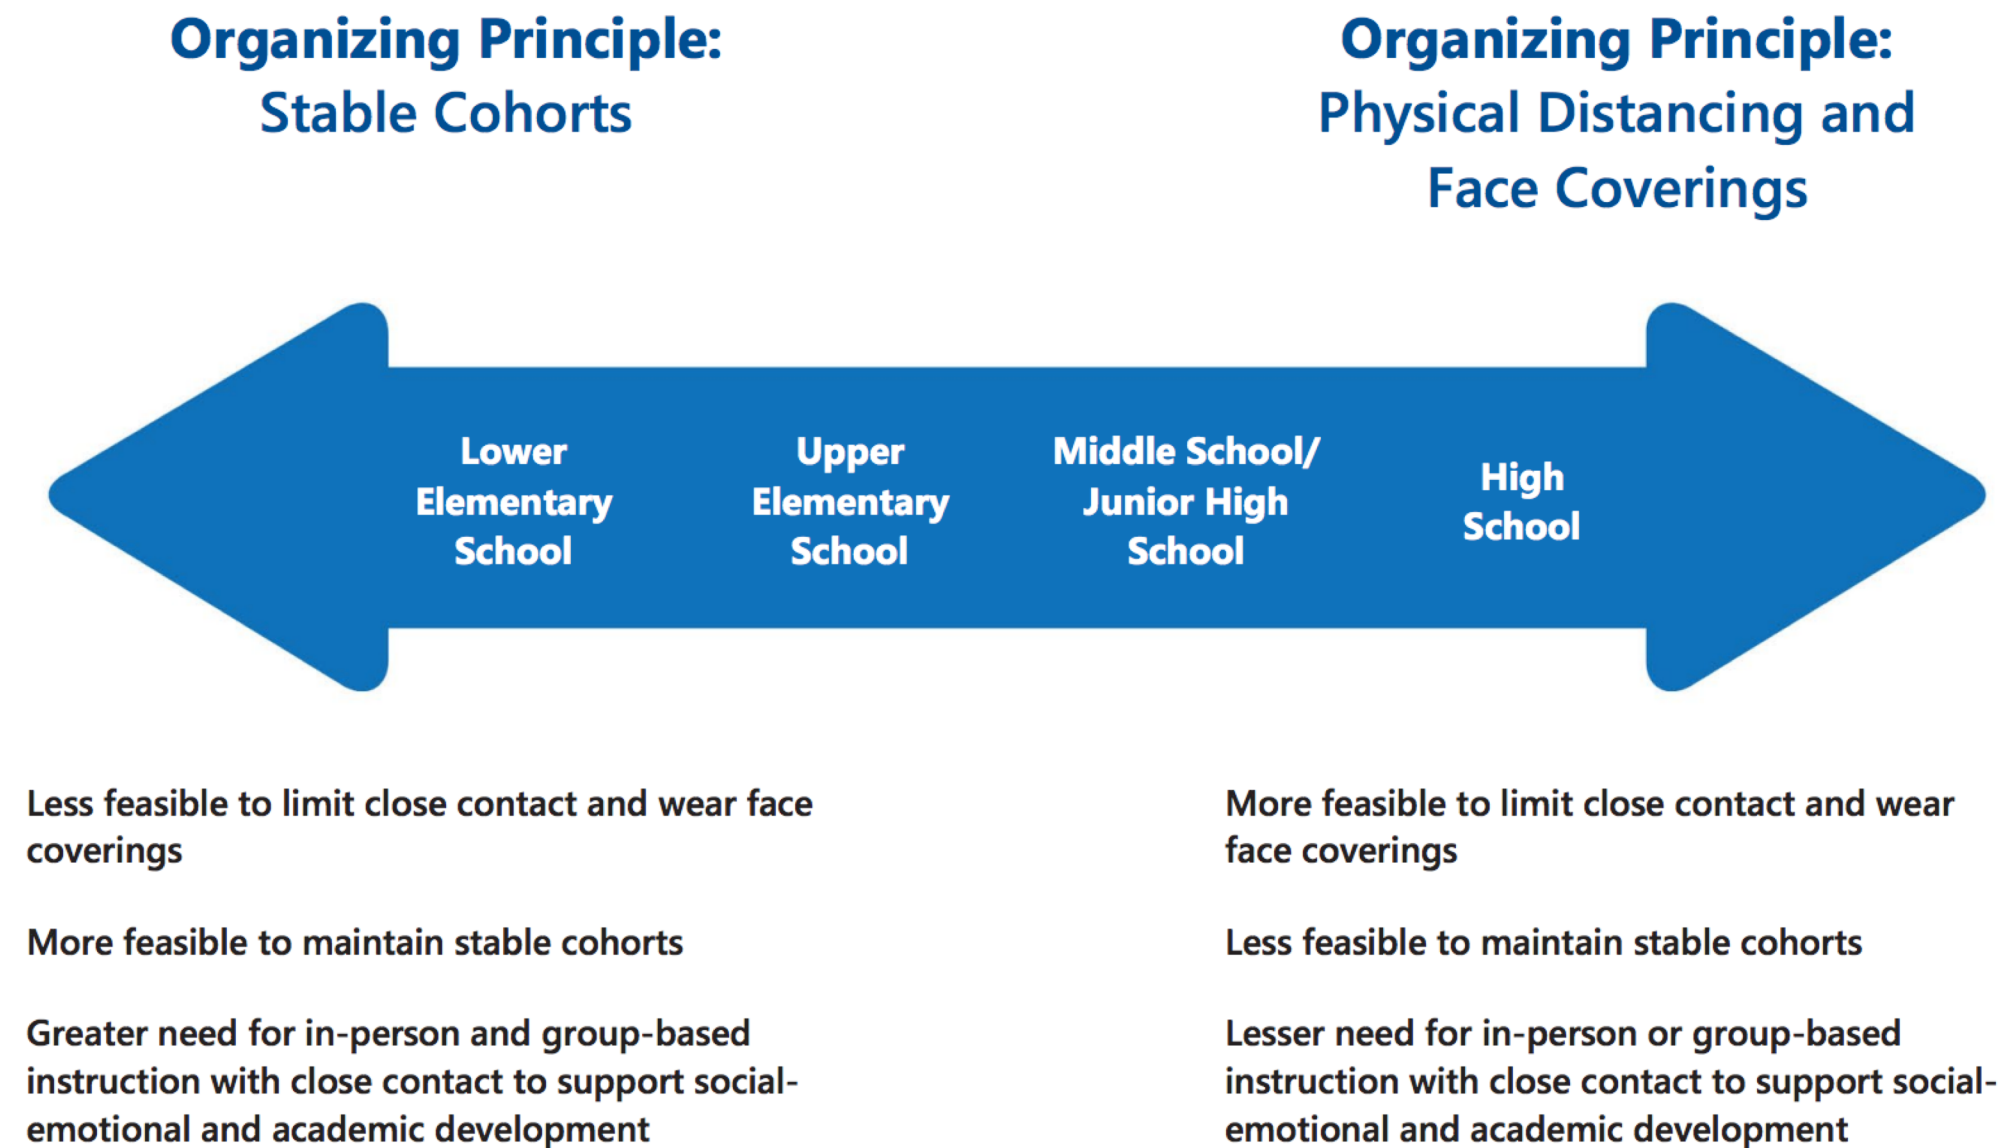 Organizing Principle:
Stable Cohorts
Organizing Principle:
Physical Distancing and
Face Coverings
Lower
Elementary
School
Upper
Elementary
School
Middle School/
Junior High
School
High
School
Less feasible to limit close contact and wear face
coverings
More feasible to maintain stable cohorts
Greater need for in-person and group-based
instruction with close contact to support social-
emotional and academic development
More feasible to limit close contact and wear
face coverings
Less feasible to maintain stable cohorts
Lesser need for in-person or group-based
instruction with close contact to support social-
emotional and academic development